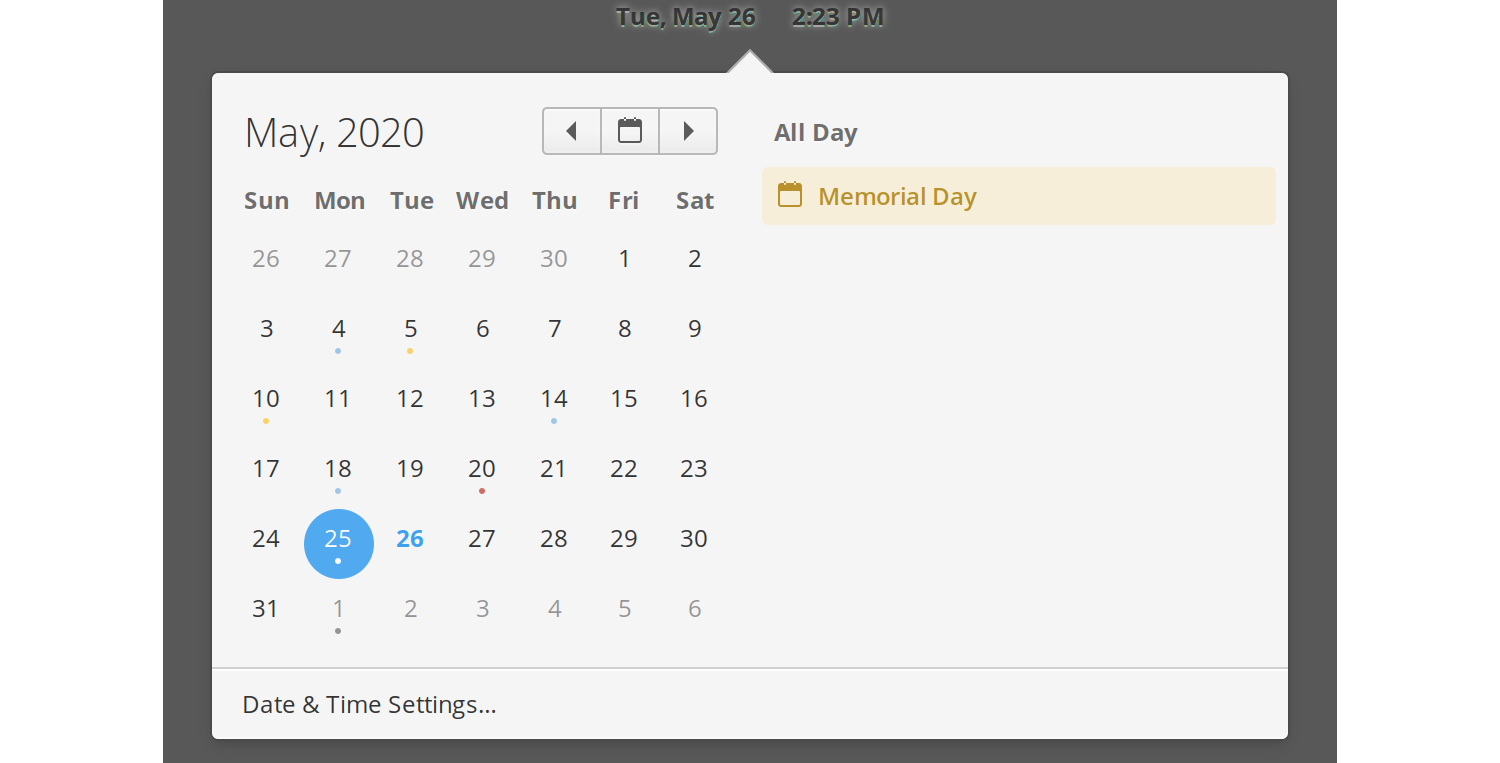 Tue, May 26 2:23 PM
May, 2020
Sun Mon Tue Wed Thu Fri Sat
26 27 28 29 30 1 2
3 4 5 6 7 8 9
10 11 12 13 14 15 16
17 18 19 20 21 22 23
24 25 26 27 28 29 30
31 1 2 3 4 5 6
All Day
Memorial Day
Date & Time Settings...